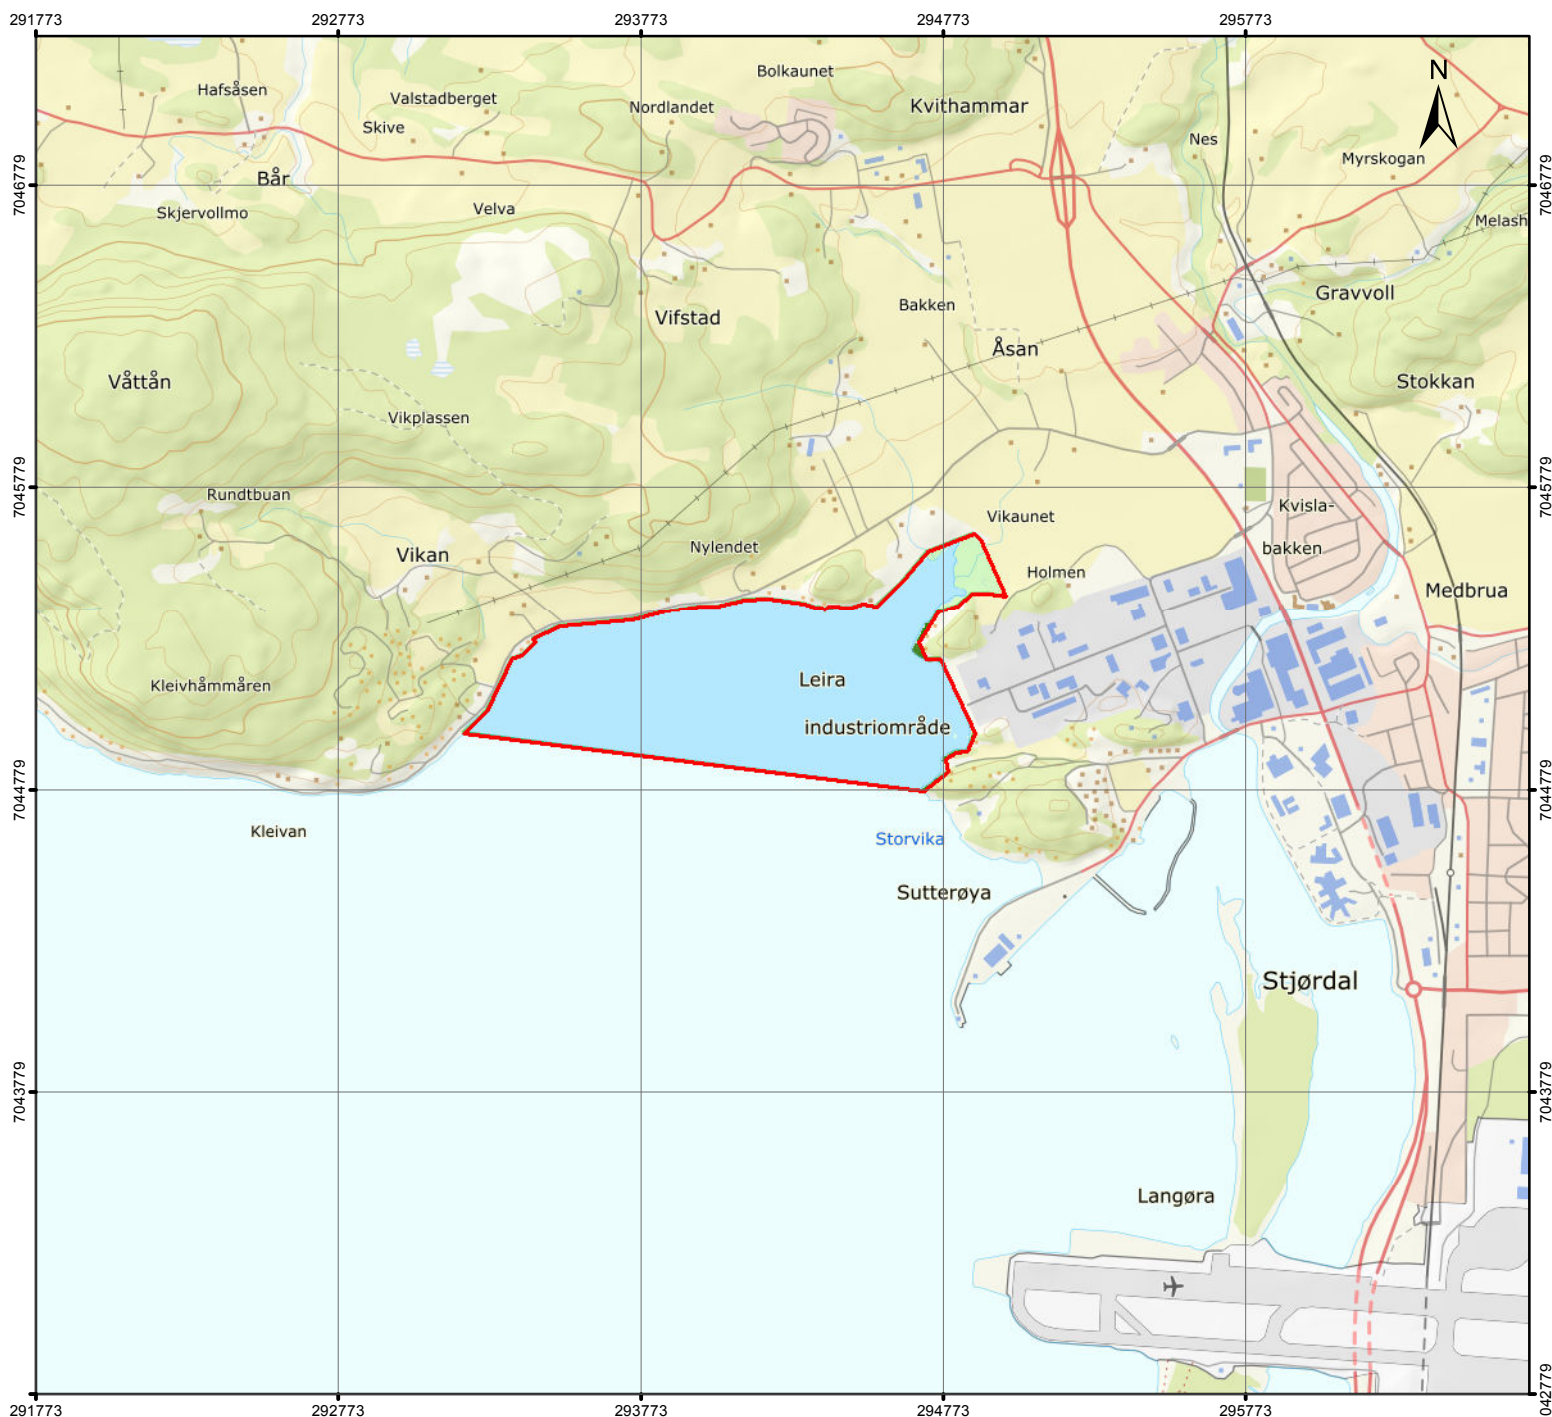 291773 292773 293773 294773 295773
N
Bolkaunet
Hafsåsen
Valstadberget
Nordlandet
Kvithammar
Skive
Nes
Myrskogan
Bår
7046779
7046779
Skjervollmo
Velva
Melash
Gravvoll
Bakken
Vifstad
Åsan
Våttån
Stokkan
Vikplassen
7045779
7045779
Rundtbuan
Kvisla-
bakken
Vikaunet
Nylendet
Vikan
Holmen
Medbrua
Leira
industriområde
Kleivhåmmåren
7044779
7044779
Kleivan
Storvika
Sutterøya
Stjørdal
7043779
7043779
Langøra
042779
291773 292773 293773 294773 295773